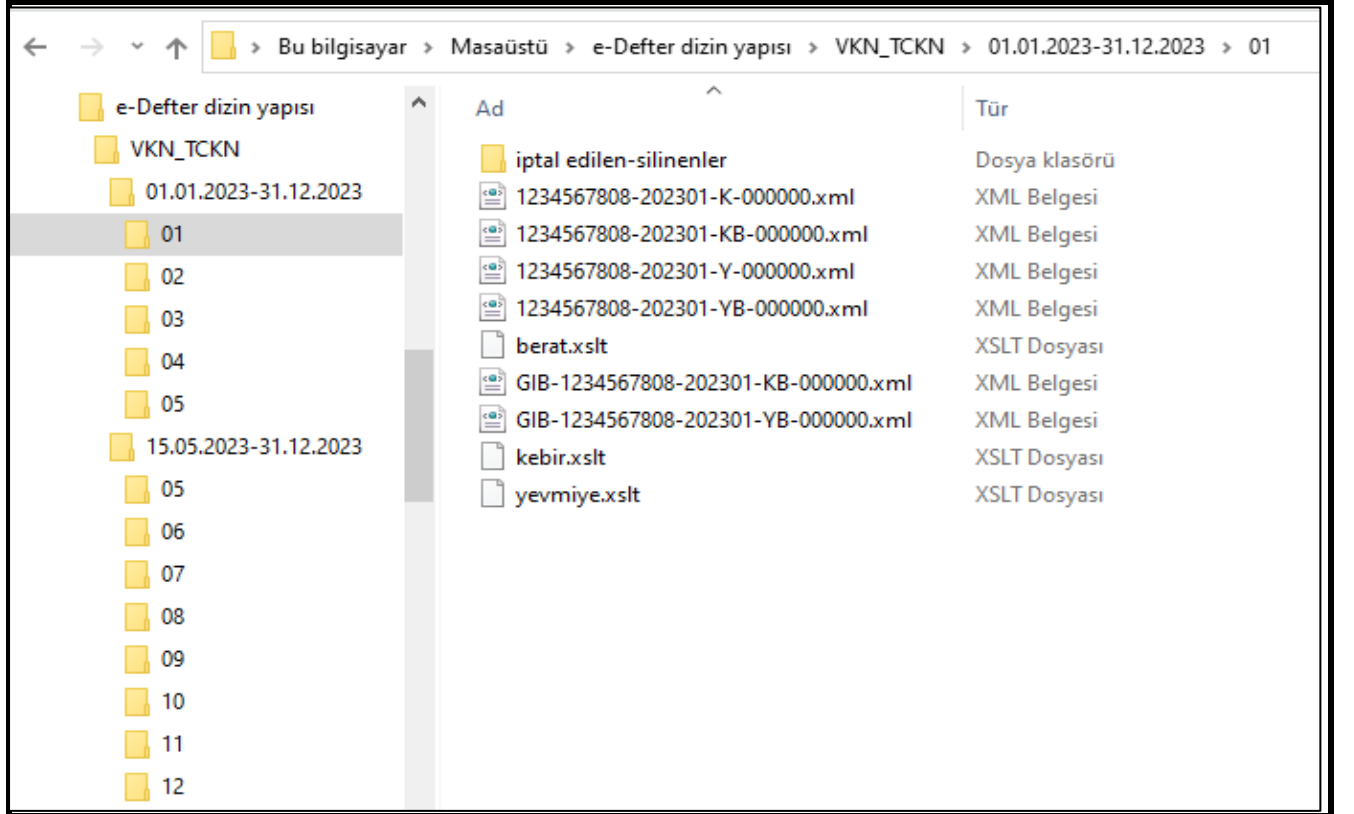 Bu bilgisayar > Masaüstü > e-Defter dizin yapısı > VKN_TCKN > 01.01.2023-31.12.2023 > 01
e-Defter dizin yapısı
VKN_TCKN
01.01.2023-31.12.2023
01
02
03
04
05
15.05.2023-31.12.2023
05
06
07
08
09
10
11
12
Ad Tür
iptal edilen-silinenler Dosya klasörü
1234567808-202301-K-000000.xml XML Belgesi
1234567808-202301-KB-000000.xml XML Belgesi
1234567808-202301-Y-000000.xml XML Belgesi
1234567808-202301-YB-000000.xml XML Belgesi
berat.xslt XSLT Dosyası
GIB-1234567808-202301-KB-000000.xml XML Belgesi
GIB-1234567808-202301-YB-000000.xml XML Belgesi
kebir.xslt XSLT Dosyası
yevmiye.xslt XSLT Dosyası